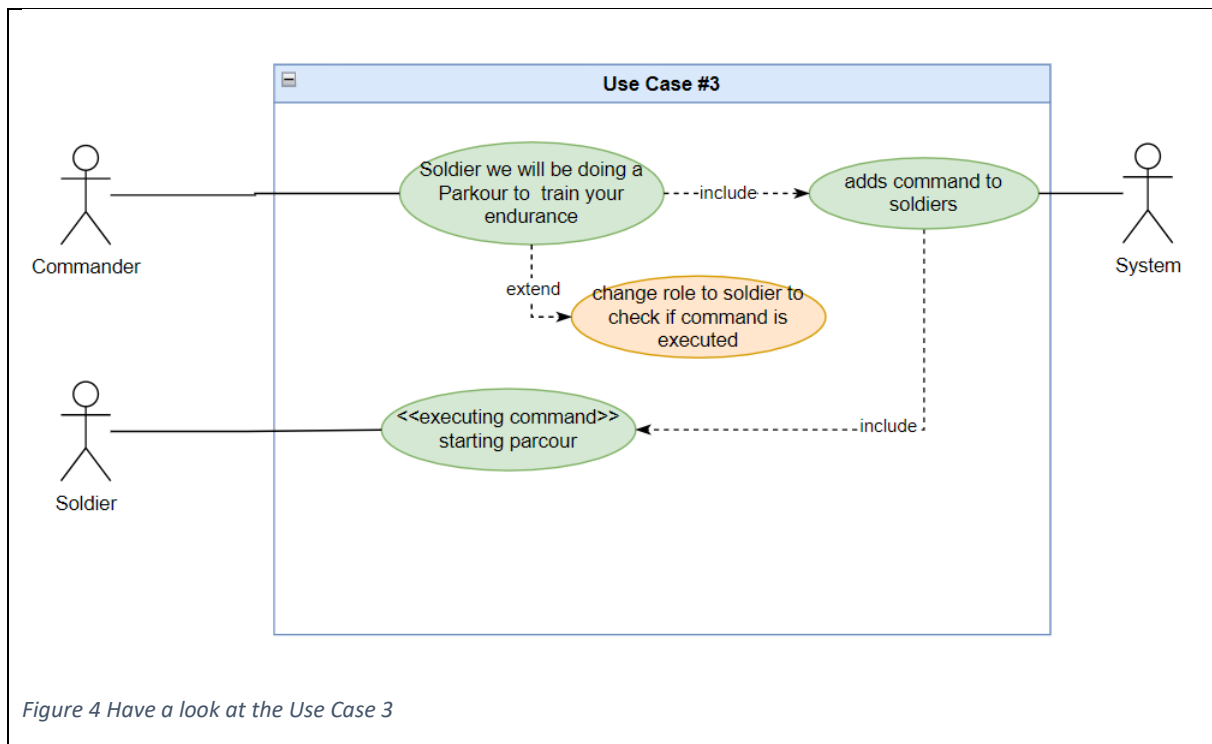 Use Case #3
Soldier we will be doing a
Parkour to train your
endurance
include
adds command to
soldiers
Commander
System
extend
change role to soldier to
check if command is
executed
<<executing command>>
starting parcour
include
Soldier
Figure 4 Have a look at the Use Case 3